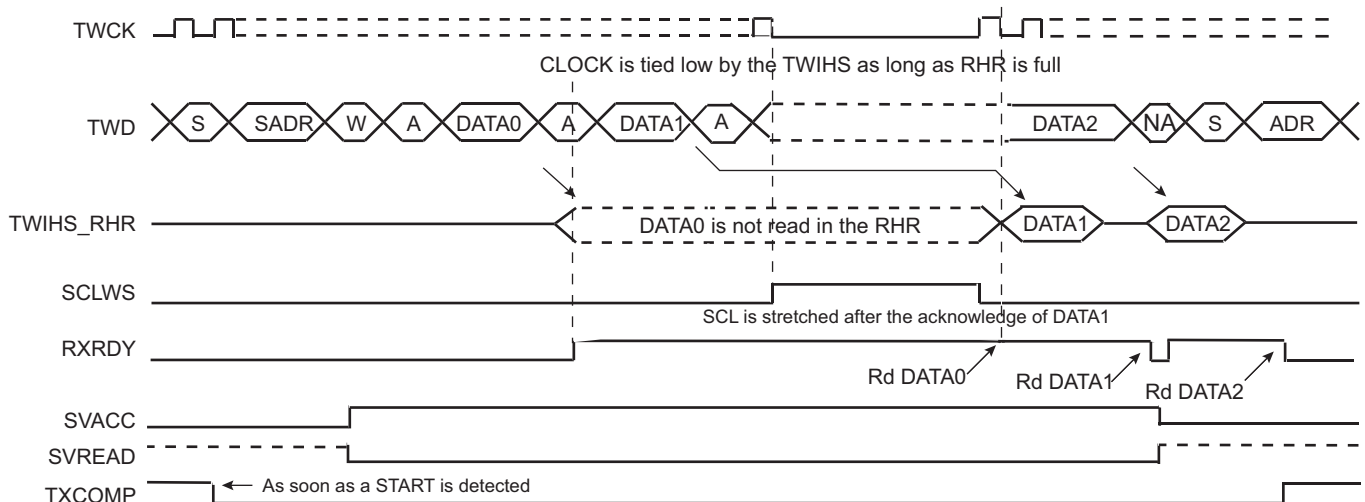 TWCK
CLOCK is tied low by the TWIHS as long as RHR is full
TWD S SADR W A DATA0 A DATA1 A DATA2 NA S ADR
TWIHS_RHR DATA0 is not read in the RHR DATA1 DATA2
SCLWS
SCL is stretched after the acknowledge of DATA1
RXRDY
Rd DATA0 Rd DATA1 Rd DATA2
SVACC
SVREAD
TXCOMP As soon as a START is detected